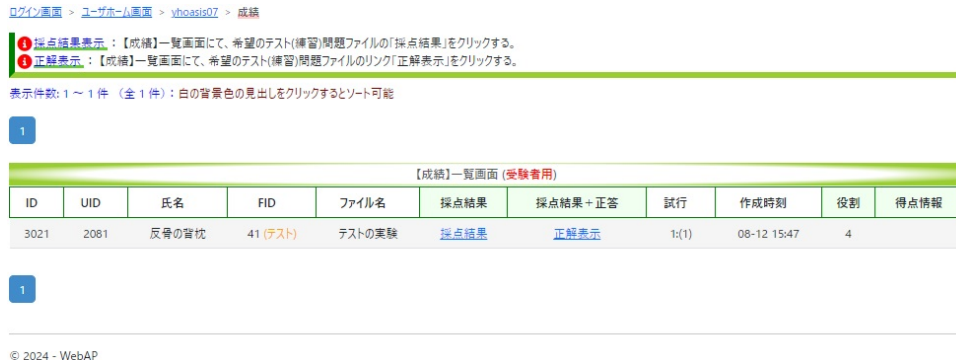 ログイン画面 > ユーザホーム画面 > yhoasis07 > 成績
採点結果表示 : 【成績】一覧画面にて、希望のテスト(練習)問題ファイルの「採点結果」をクリックする。
正解表示 : 【成績】一覧画面にて、希望のテスト(練習)問題ファイルのリンク「正解表示」をクリックする。
表示件数: 1 ~ 1 件 (全 1 件) : 白の背景色の見出しをクリックするとソート可能
1
【成績】一覧画面 (受験者用)
ID UID 氏名 FID ファイル名 採点結果 採点結果+正答 試行 作成時刻 役割 得点情報
3021 2081 反骨の背枕 41 (テスト) テストの実験 採点結果 正解表示 1:(1) 08-12 15:47 4
1
© 2024 - WebAP